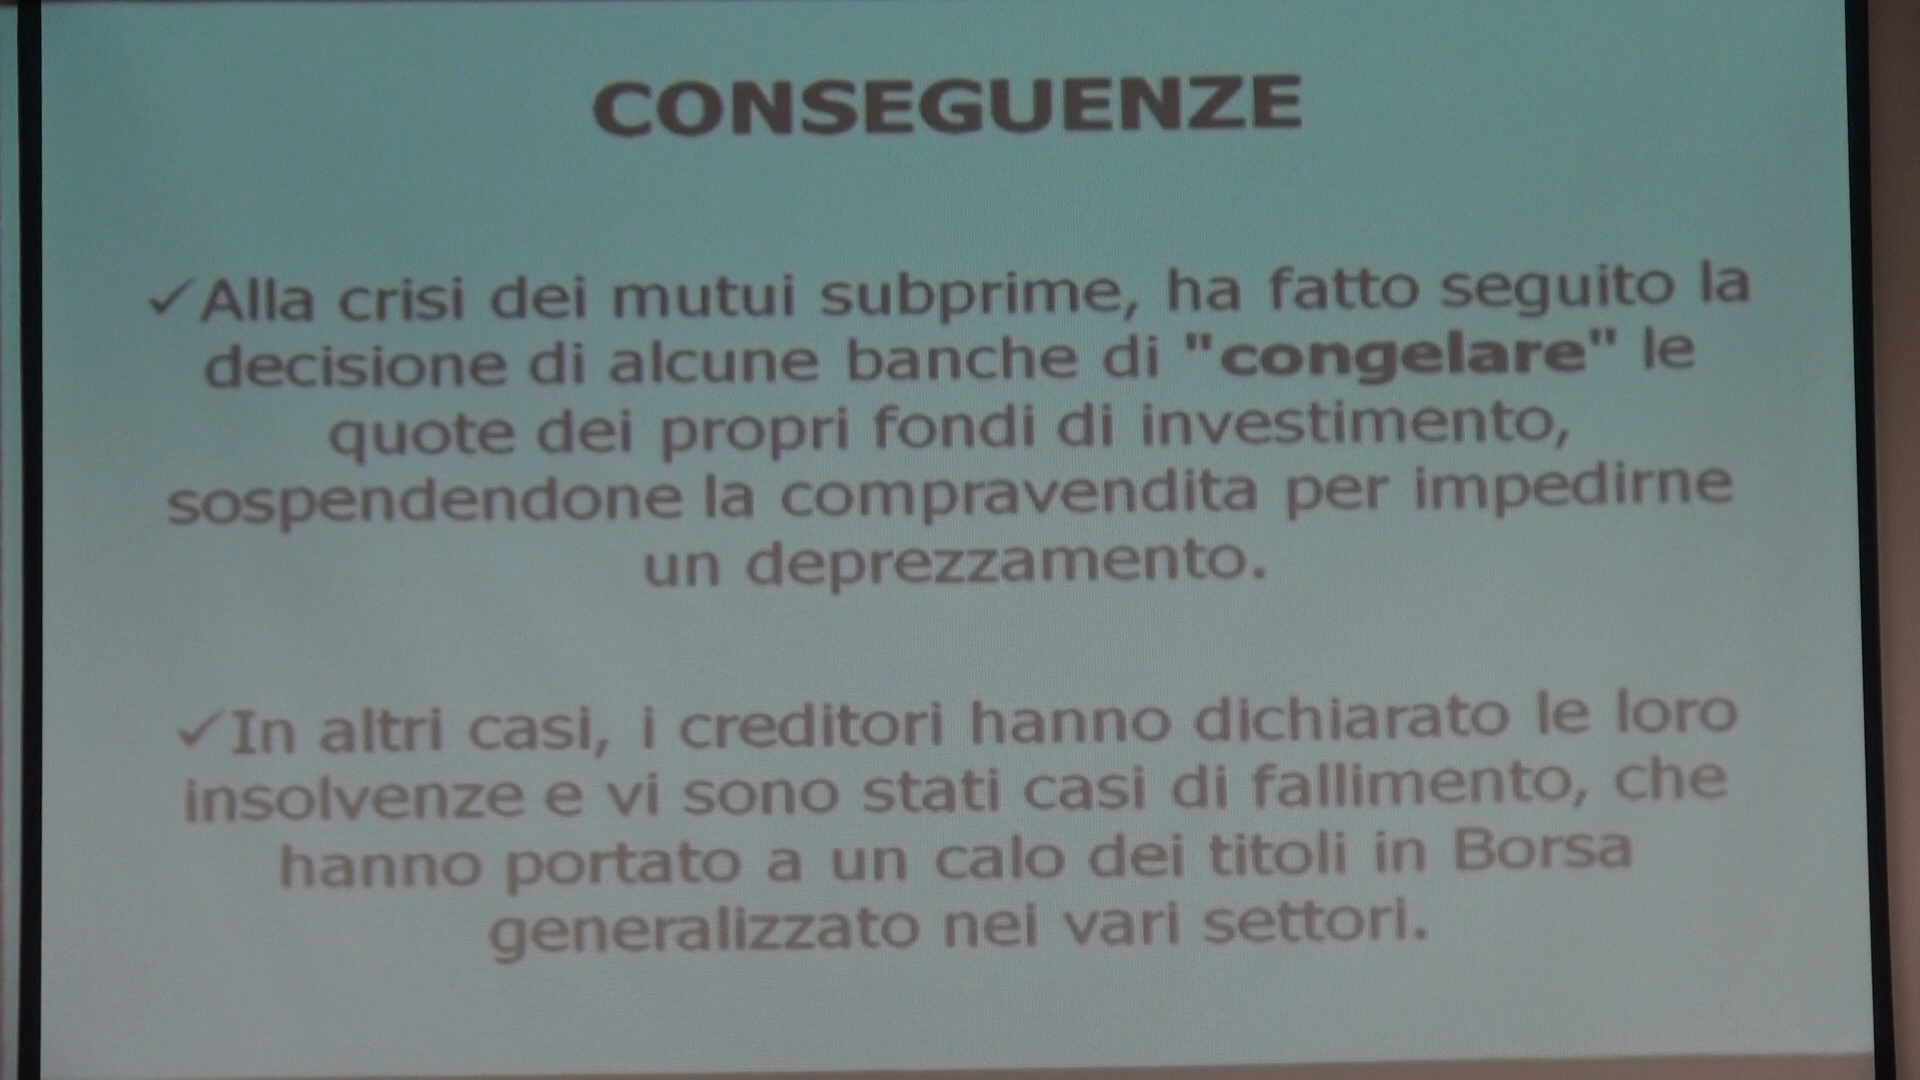 CONSEGUENZE
✓Alla crisi dei mutui subprime, ha fatto seguito la
decisione di alcune banche di "congelare" le
quote dei propri fondi di investimento,
sospendendone la compravendita per impedirne
un deprezzamento.
✓In altri casi, i creditori hanno dichiarato le loro
insolvenze e vi sono stati casi di fallimento, che
hanno portato a un calo dei titoli in Borsa
generalizzato nei vari settori.